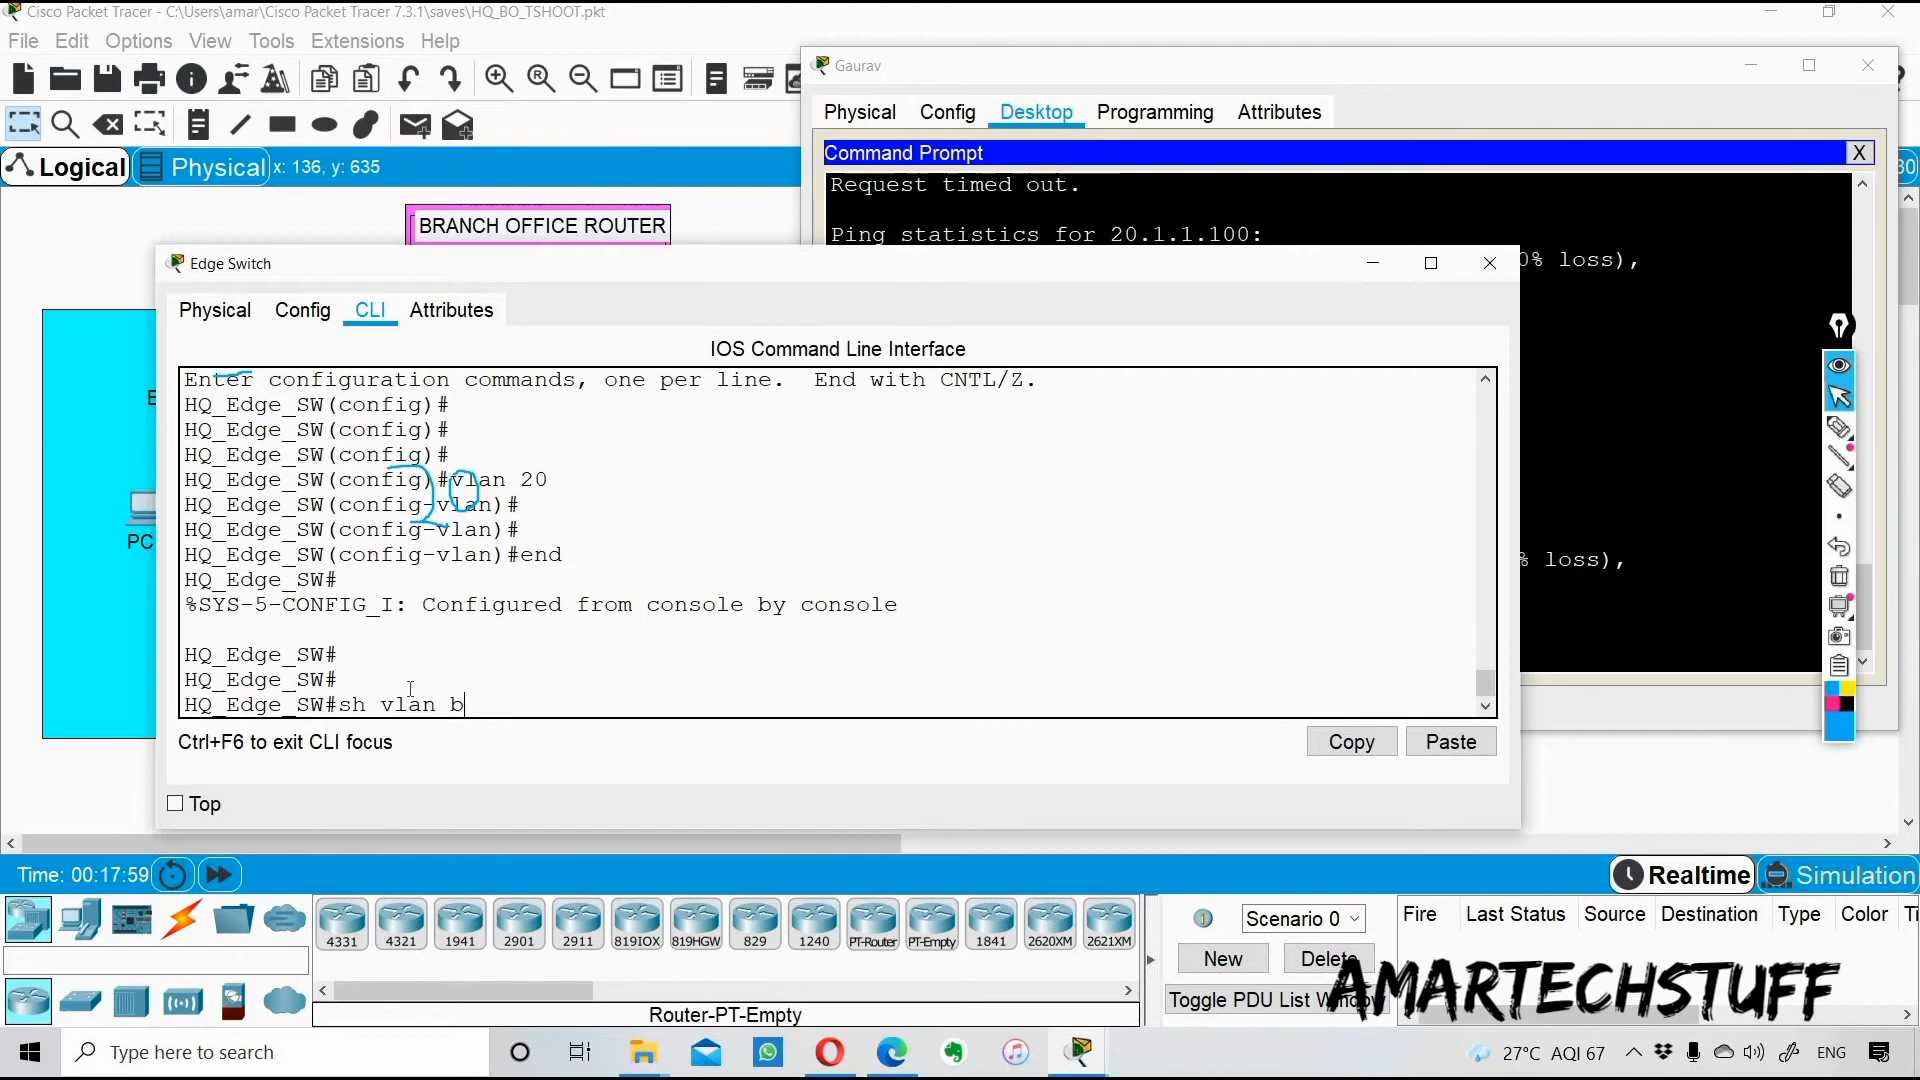 Cisco Packet Tracer - C:\Users\amar\Cisco Packet Tracer 7.3.1\saves\HQ_BO_TSHOOT.pkt
File Edit Options View Tools Extensions Help
Gaurav
Physical Config Desktop Programming Attributes
Logical Physical x: 136, y: 635
Command Prompt X
Request timed out.
Ping statistics for 20.1.1.100:
0% loss),
% loss),
BRANCH OFFICE ROUTER
PC
Edge Switch
Physical Config CLI Attributes
IOS Command Line Interface
Enter configuration commands, one per line. End with CNTL/Z.
HQ_Edge_SW(config)#
HQ_Edge_SW(config)#
HQ_Edge_SW(config)#
HQ_Edge_SW(config)#vlan 20
HQ_Edge_SW(config-vlan)#
HQ_Edge_SW(config-vlan)#
HQ_Edge_SW(config-vlan)#end
HQ_Edge_SW#
%SYS-5-CONFIG_I: Configured from console by console
HQ_Edge_SW#
HQ_Edge_SW#
HQ_Edge_SW#sh vlan b
20
Ctrl+F6 to exit CLI focus
Copy Paste
Top
Time: 00:17:59
Realtime Simulation
4331 4321 1941 2901 2911 819IOX 819HGW 829 1240 PT-Router PT-Empty 1841 2620XM 2621XM
Router-PT-Empty
Scenario 0
New Delete
Toggle PDU List Window
Fire Last Status Source Destination Type Color
AMARTECHSTUFF
Type here to search
27°C AQI 67 ENG